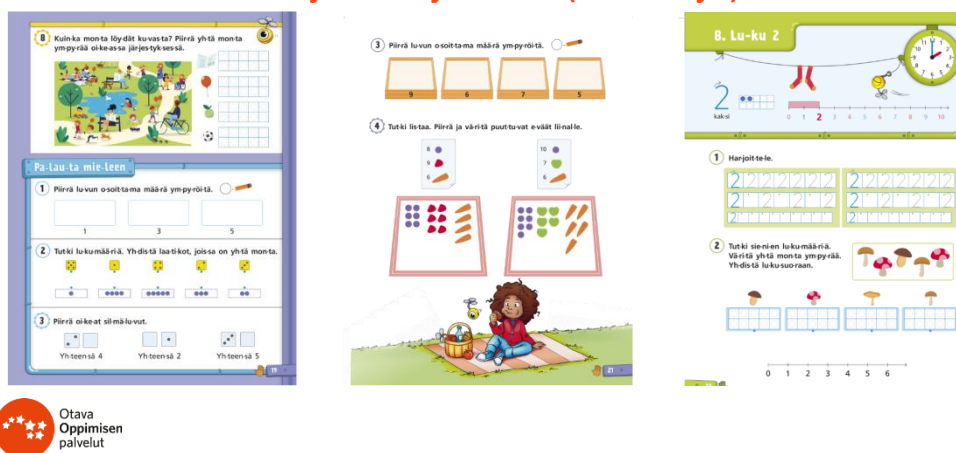 8 Kuin-ka mon-ta löy-dät ku-vas-ta? Piir-rä yh-tä mon-ta
ym-py-rää oi-ke-as-sa jär-jes-tyk-ses-sä.
Pa-lau-ta mie-leen
1 Piir-rä lu-vun o-soit-ta-ma mää-rä ym-py-röi-tä.
1 3 5
2 Tut-ki lu-ku-mää-riä. Yh-dis-tä laa-ti-kot, jois-sa on yh-tä mon-ta.
3 Piir-rä oi-ke-at sil-mä-lu-vut.
Yh-teen-sä 4 Yh-teen-sä 2 Yh-teen-sä 5
3 Piir-rä lu-vun o-soit-ta-ma mää-rä ym-py-röi-tä.
9 6 7 5
4 Tut-ki lis-taa. Piir-rä ja vä-ri-tä puut-tu-vat e-väät lii-nal-le.
8 10
9 7
6 6
21
8. Lu-ku 2
2
kak-si
0 1 2 3 4 5 6 7 8 9 10
1 Har-joit-te-le.
2 Tut-ki sie-ni-en lu-ku-mää-riä.
Vä-ri-tä yh-tä mon-ta ym-py-rää.
Yh-dis-tä lu-ku-suo-raan.
0 1 2 3 4 5 6
Otava
Oppimisen
palvelut